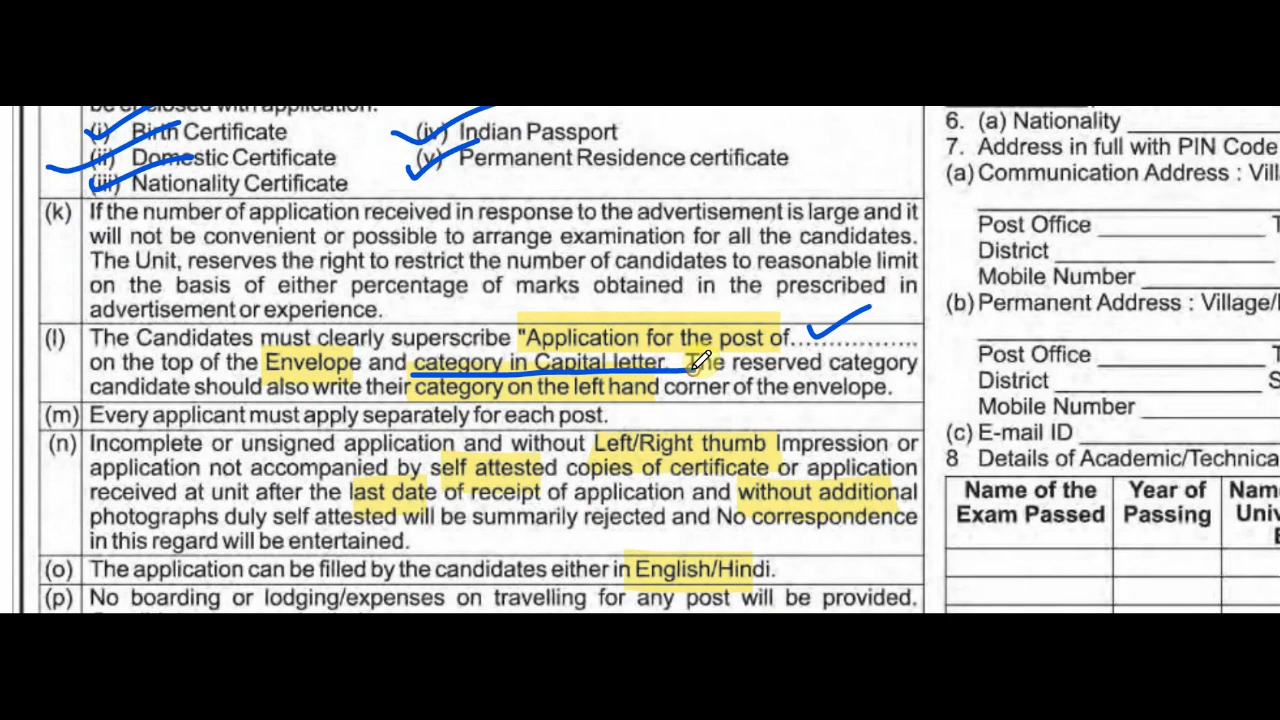 be enclosed with application.
(i) Birth Certificate (iv) Indian Passport
(ii) Domestic Certificate (v) Permanent Residence certificate
(iii) Nationality Certificate
(k) If the number of application received in response to the advertisement is large and it
will not be convenient or possible to arrange examination for all the candidates.
The Unit, reserves the right to restrict the number of candidates to reasonable limit
on the basis of either percentage of marks obtained in the prescribed in
advertisement or experience.
(l) The Candidates must clearly superscribe "Application for the post of.................
on the top of the Envelope and category in Capital letter. The reserved category
candidate should also write their category on the left hand corner of the envelope.
(m) Every applicant must apply separately for each post.
(n) Incomplete or unsigned application and without Left/Right thumb Impression or
application not accompanied by self attested copies of certificate or application
received at unit after the last date of receipt of application and without additional
photographs duly self attested will be summarily rejected and No correspondence
in this regard will be entertained.
(o) The application can be filled by the candidates either in English/Hindi.
(p) No boarding or lodging/expenses on travelling for any post will be provided.
6. (a) Nationality
7. Address in full with PIN Code
(a) Communication Address : Vill
Post Office T
District
Mobile Number
(b) Permanent Address : Village/
Post Office T
District S
Mobile Number
(c) E-mail ID
8 Details of Academic/Technica
Name of the Year of Nam
Exam Passed Passing Univ